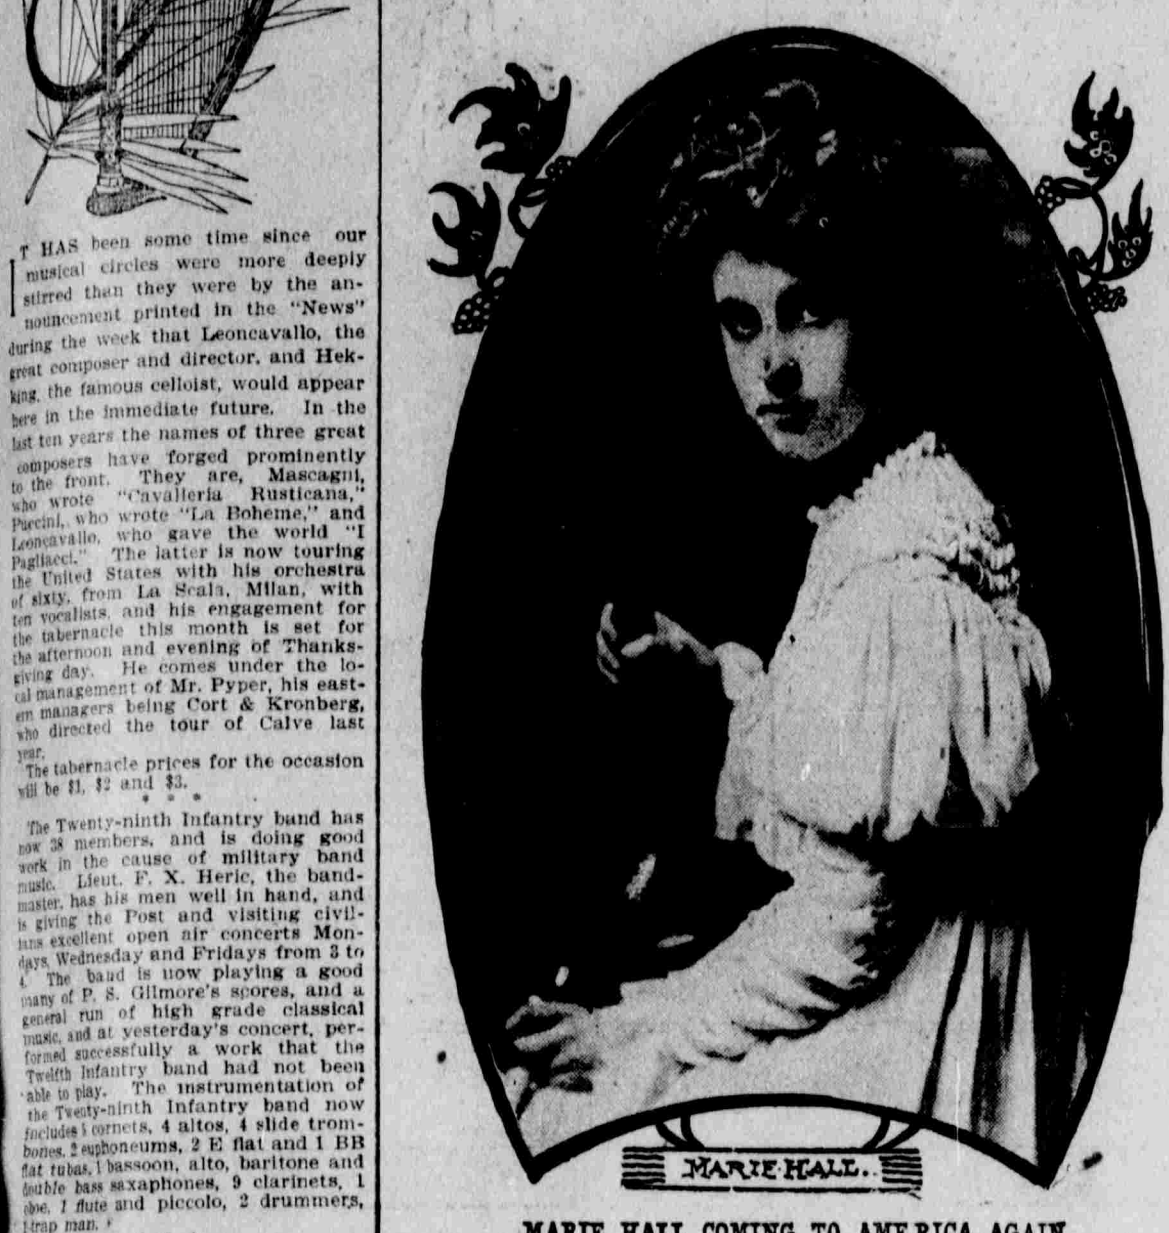 IT HAS been some time since our
musical circles were more deeply
stirred than they were by the an-
nouncement printed in the "News"
during the week that Leoncavallo, the
great composer and director, and Hek-
king, the famous celloist, would appear
here in the immediate future. In the
last ten years the names of three great
composers have forged prominently
to the front. They are, Mascagni,
who wrote "Cavalleria Rusticana,"
Puccini, who wrote "La Boheme," and
Leoncavallo, who gave the world "I
Pagliacci." The latter is now touring
the United States with his orchestra
of sixty, from La Scala, Milan, with
ten vocalists, and his engagement for
the tabernacle this month is set for
the afternoon and evening of Thanks-
giving day. He comes under the lo-
cal management of Mr. Pyper, his east-
ern managers being Cort & Kronberg,
who directed the tour of Calve last
year.
The tabernacle prices for the occasion
will be $1, $2 and $3.
* * *
The Twenty-ninth Infantry band has
now 38 members, and is doing good
work in the cause of military band
music. Lieut. F. X. Heric, the band-
master, has his men well in hand, and
is giving the Post and visiting civil-
ians excellent open air concerts Mon-
days, Wednesday and Fridays from 3 to
4. The band is now playing a good
many of P. S. Gilmore's scores, and a
general run of high grade classical
music, and at yesterday's concert, per-
formed successfully a work that the
Twelfth Infantry band had not been
able to play. The instrumentation of
the Twenty-ninth Infantry band now
includes cornets, 4 altos, 4 slide trom-
bones, 2 euphoneums, 2 E flat and 1 BB
flat tubas, 1 bassoon, alto, baritone and
double bass saxaphones, 9 clarinets, 1
oboe, 1 flute and piccolo, 2 drummers,
1 trap man.
MARIE HALL.
MARIE HALL COMING TO AMERICA AGAIN